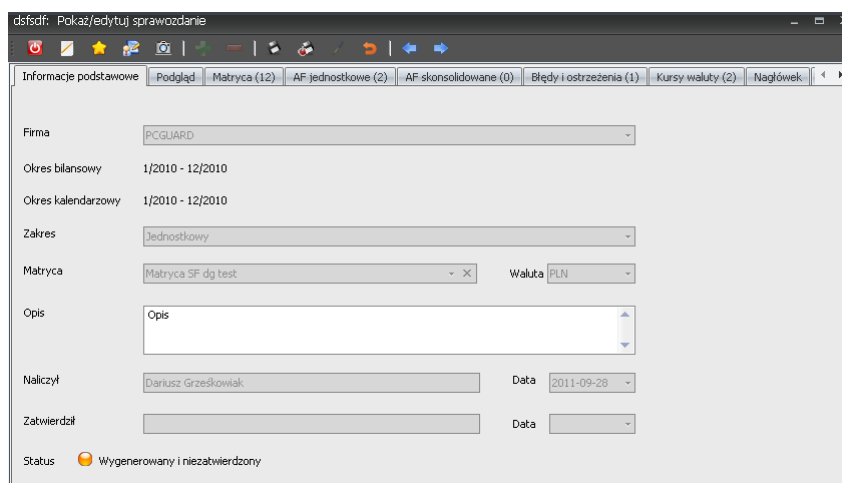 dsfsdf: Pokaż/edytuj sprawozdanie
Informacje podstawowe Podgląd Matryca (12) AF jednostkowe (2) AF skonsolidowane (0) Błędy i ostrzeżenia (1) Kursy waluty (2) Nagłówek
Firma PCGUARD
Okres bilansowy 1/2010 - 12/2010
Okres kalendarzowy 1/2010 - 12/2010
Zakres Jednostkowy
Matryca Matryca SF dg test Waluta PLN
Opis Opis
Naliczył Dariusz Grześkowiak Data 2011-09-28
Zatwierdził Data
Status Wygenerowany i niezatwierdzony